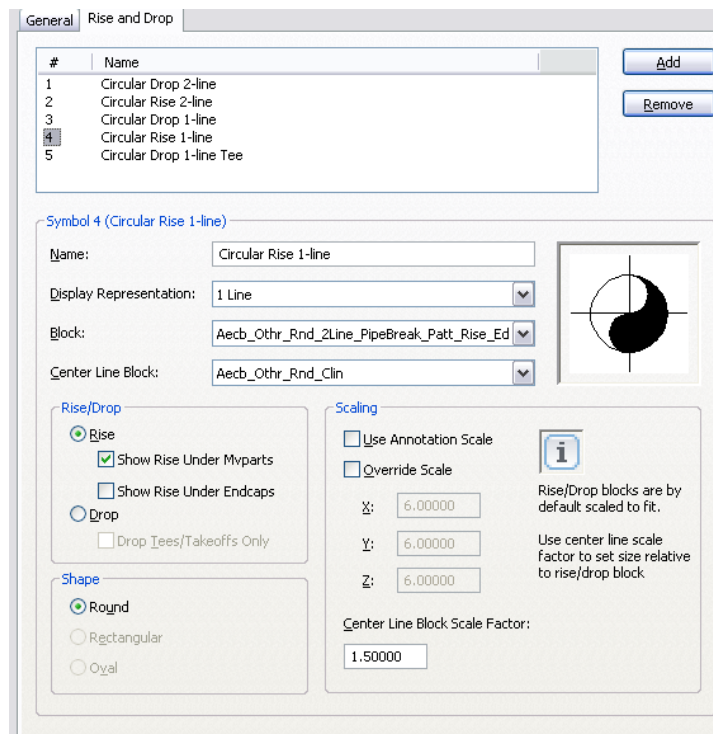 General Rise and Drop
# Name
1 Circular Drop 2-line
2 Circular Rise 2-line
3 Circular Drop 1-line
4 Circular Rise 1-line
5 Circular Drop 1-line Tee
Add
Remove
Symbol 4 (Circular Rise 1-line)
Name: Circular Rise 1-line
Display Representation: 1 Line
Block: Aecb_Othr_Rnd_2Line_PipeBreak_Patt_Rise_Ed
Center Line Block: Aecb_Othr_Rnd_Clin
Rise/Drop
Rise
Show Rise Under Mvparts
Show Rise Under Endcaps
Drop
Drop Tees/Takeoffs Only
Shape
Round
Rectangular
Oval
Scaling
Use Annotation Scale
Override Scale
X: 6.00000
Y: 6.00000
Z: 6.00000
i
Rise/Drop blocks are by
default scaled to fit.
Use center line scale
factor to set size relative
to rise/drop block
Center Line Block Scale Factor:
1.50000